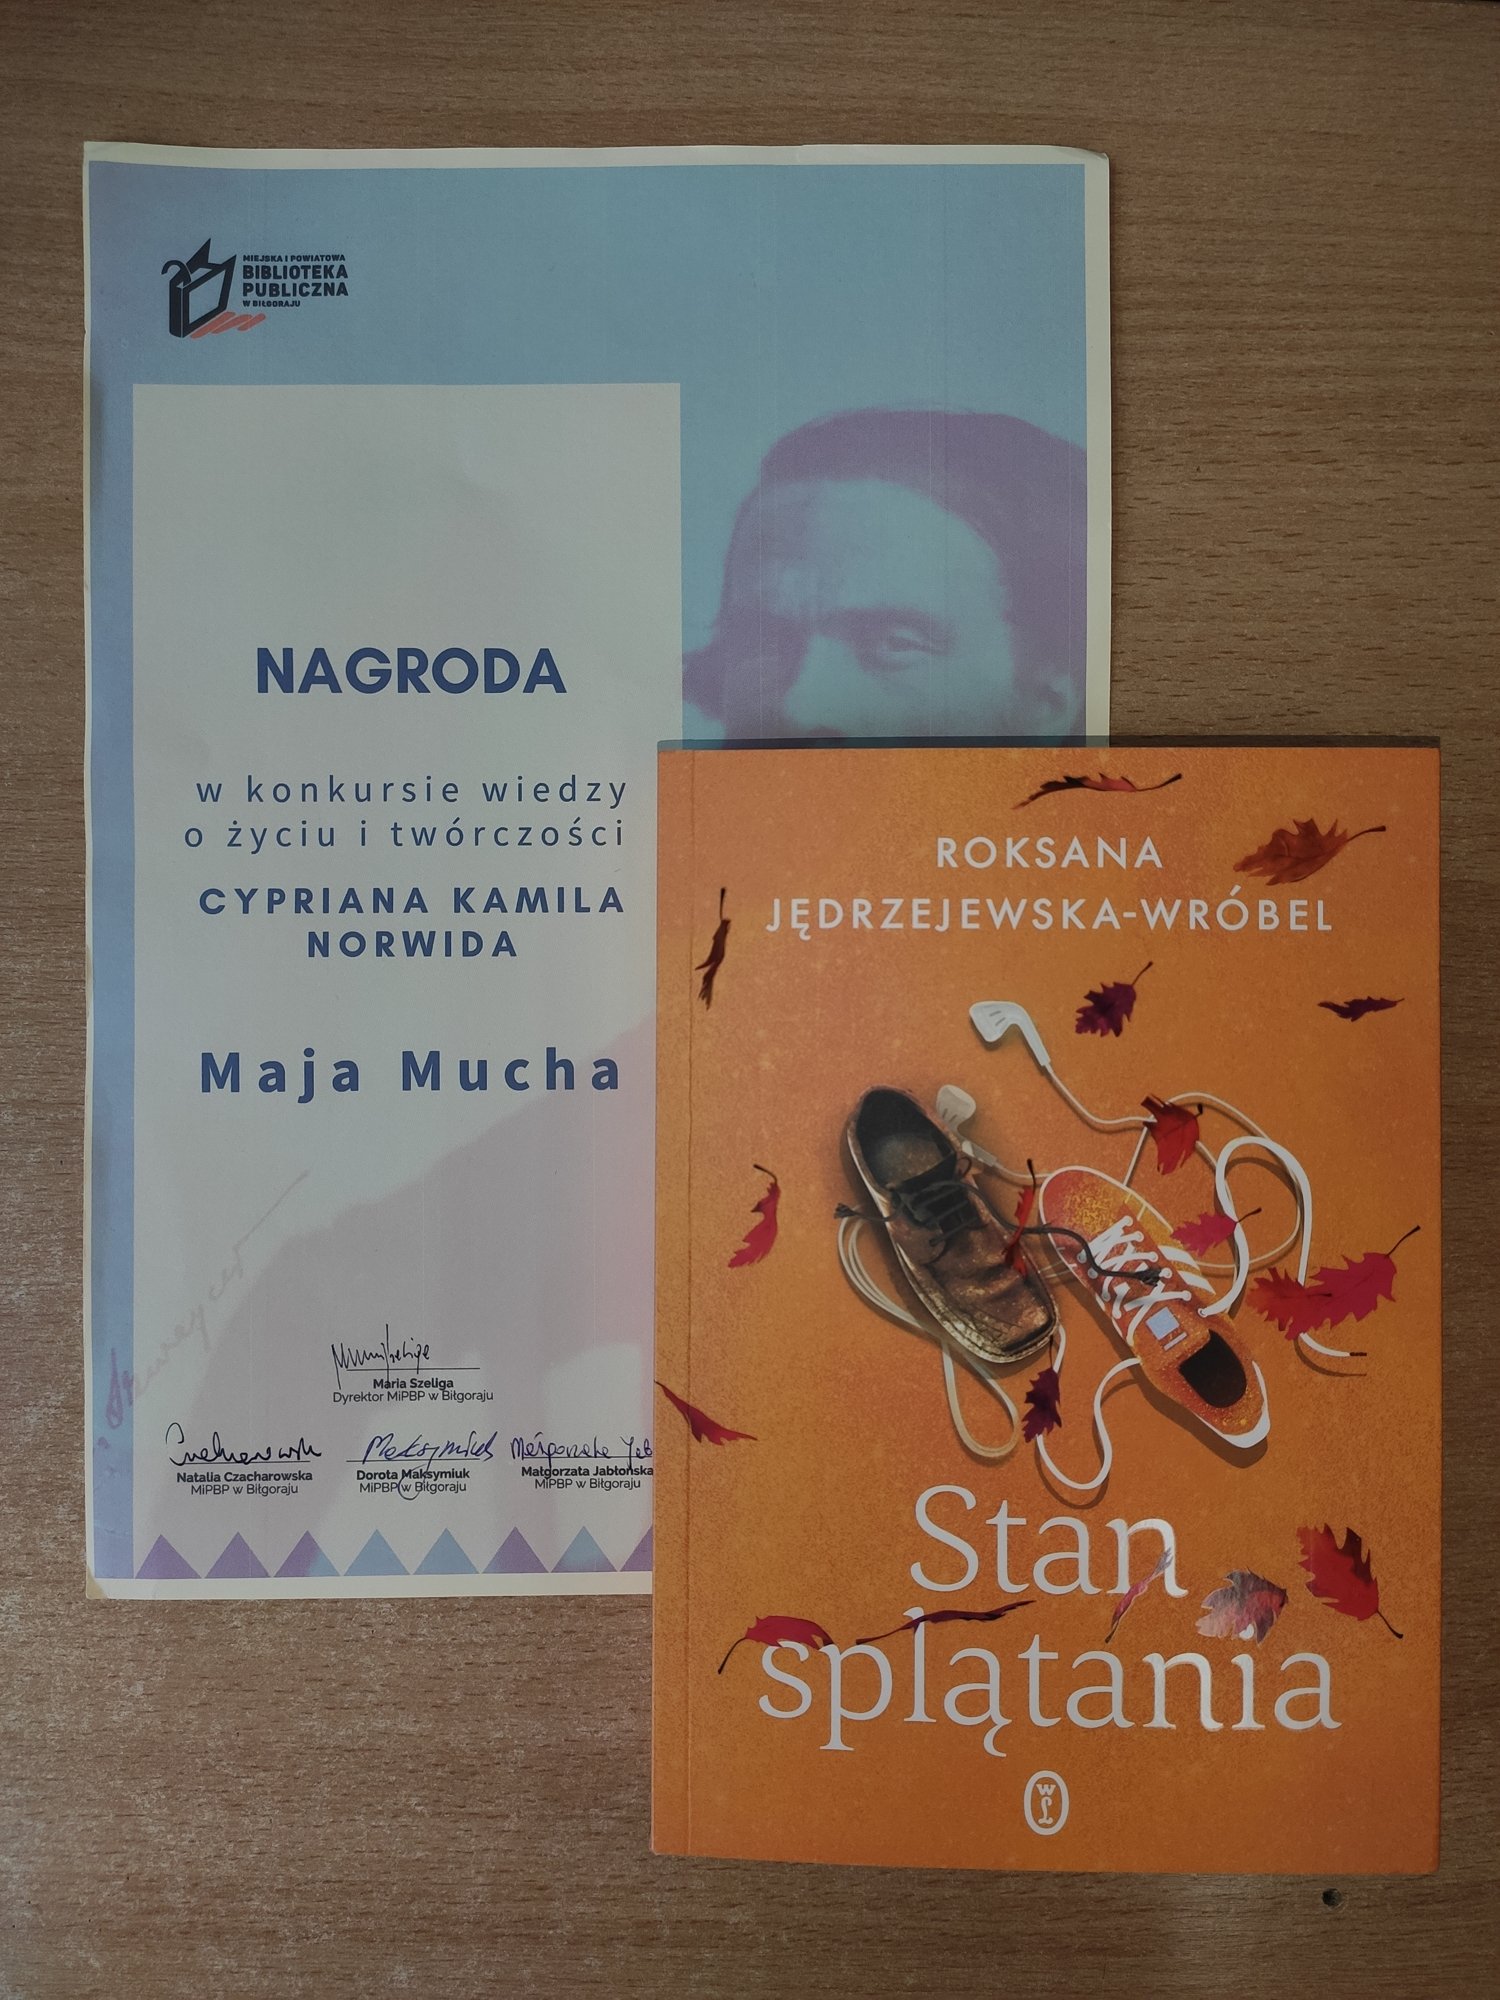 MIEJSKA I POWIATOWA
BIBLIOTEKA
PUBLICZNA
W BIŁGORAJU
NAGRODA
w konkursie wiedzy
o życiu i twórczości
CYPRIANA KAMILA
NORWIDA
Maja Mucha
Maria Szeliga
Dyrektor MiPBP w Biłgoraju
Natalia Czacharowska
MiPBP w Biłgoraju
Dorota Maksymiuk
MiPBP w Biłgoraju
Małgorzata Jabłońska
MiPBP w Biłgoraju
ROKSANA
JĘDRZEJEWSKA-WRÓBEL
Stan
splątania
WL